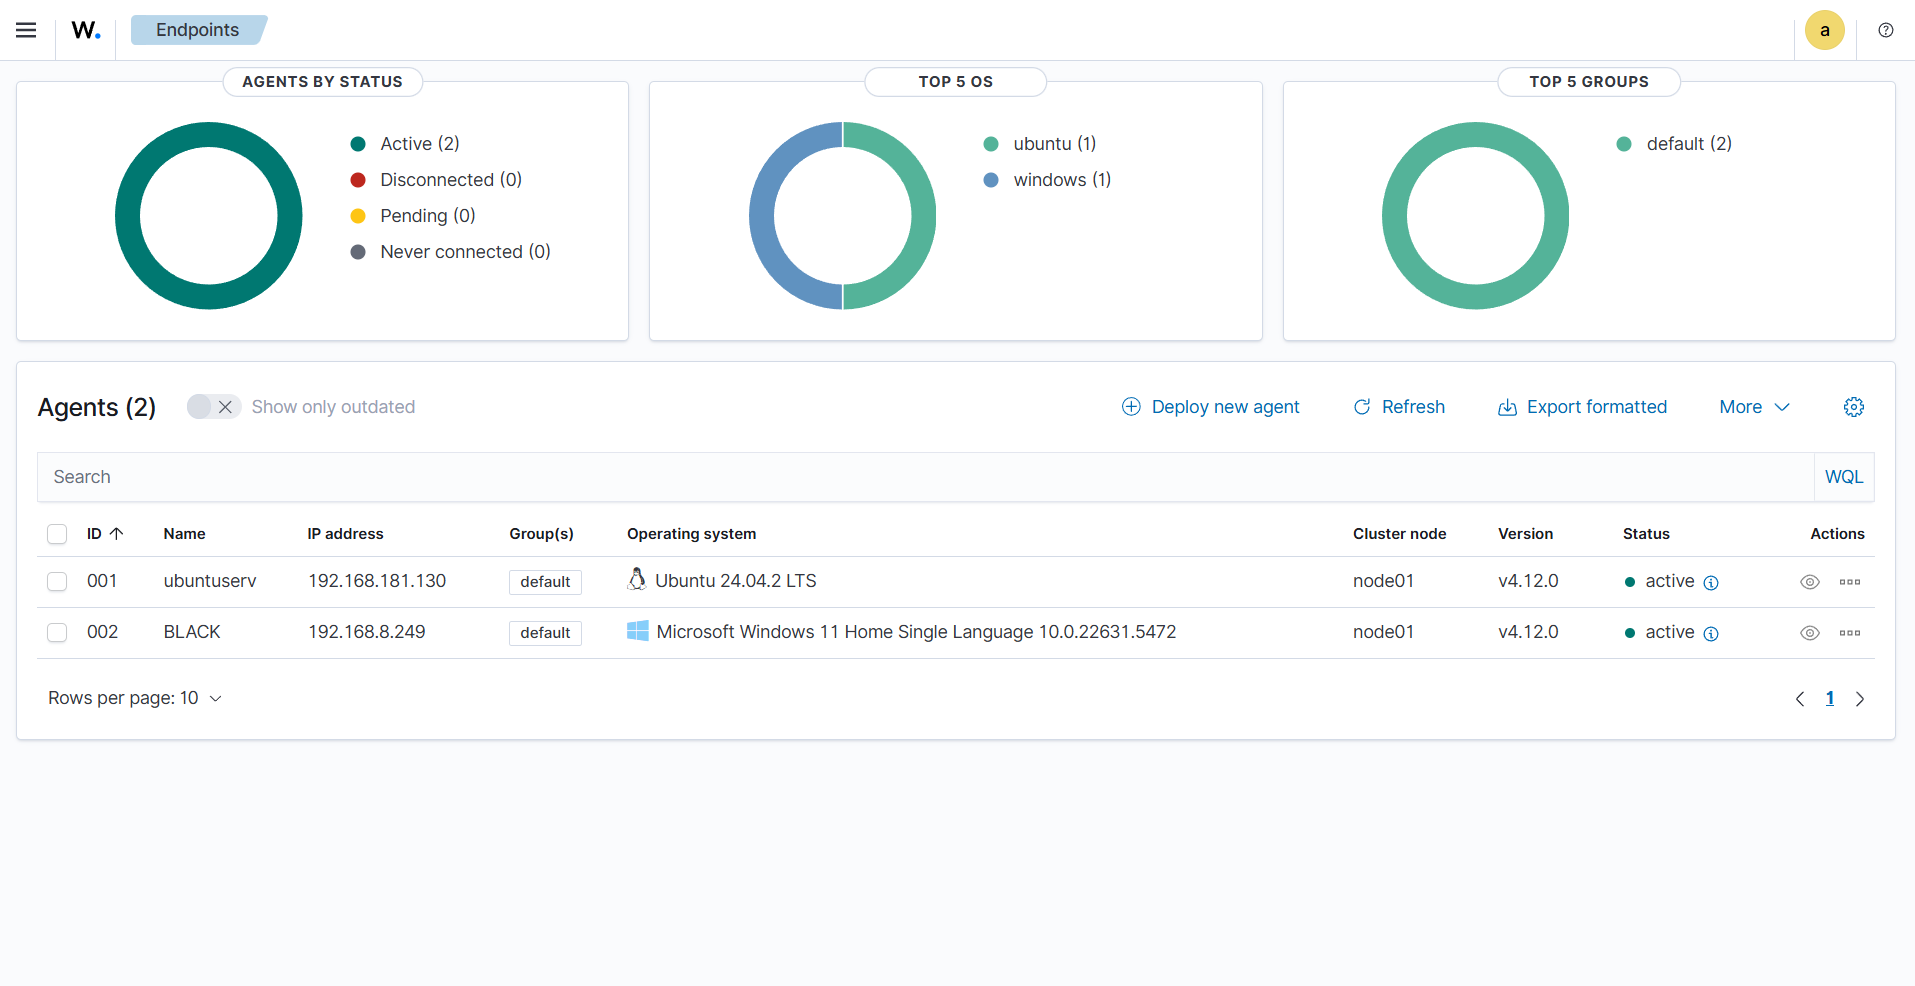 W. Endpoints a
AGENTS BY STATUS
Active (2)
Disconnected (0)
Pending (0)
Never connected (0)
TOP 5 OS
ubuntu (1)
windows (1)
TOP 5 GROUPS
default (2)
Agents (2) Show only outdated Deploy new agent Refresh Export formatted More
Search WQL
ID Name IP address Group(s) Operating system Cluster node Version Status Actions
001 ubuntuserv 192.168.181.130 default Ubuntu 24.04.2 LTS node01 v4.12.0 active
002 BLACK 192.168.8.249 default Microsoft Windows 11 Home Single Language 10.0.22631.5472 node01 v4.12.0 active
Rows per page: 10 1